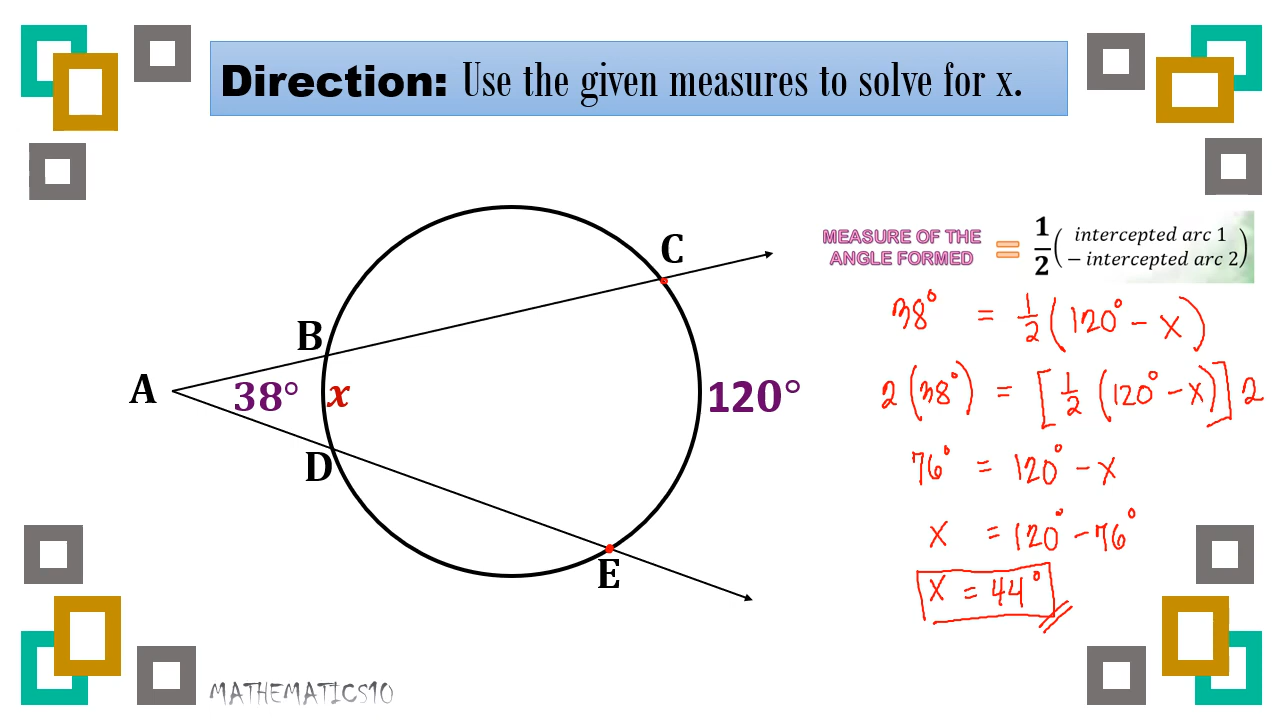 Direction: Use the given measures to solve for x.
C
B
A
38°
x
120°
D
E
MEASURE OF THE
ANGLE FORMED
= 1/2 ( intercepted arc 1
− intercepted arc 2 )
38° = 1/2 (120° − x)
2 (38°) = [1/2 (120° − x)] 2
76° = 120° − x
x = 120° − 76°
x = 44°
MATHEMATICS10